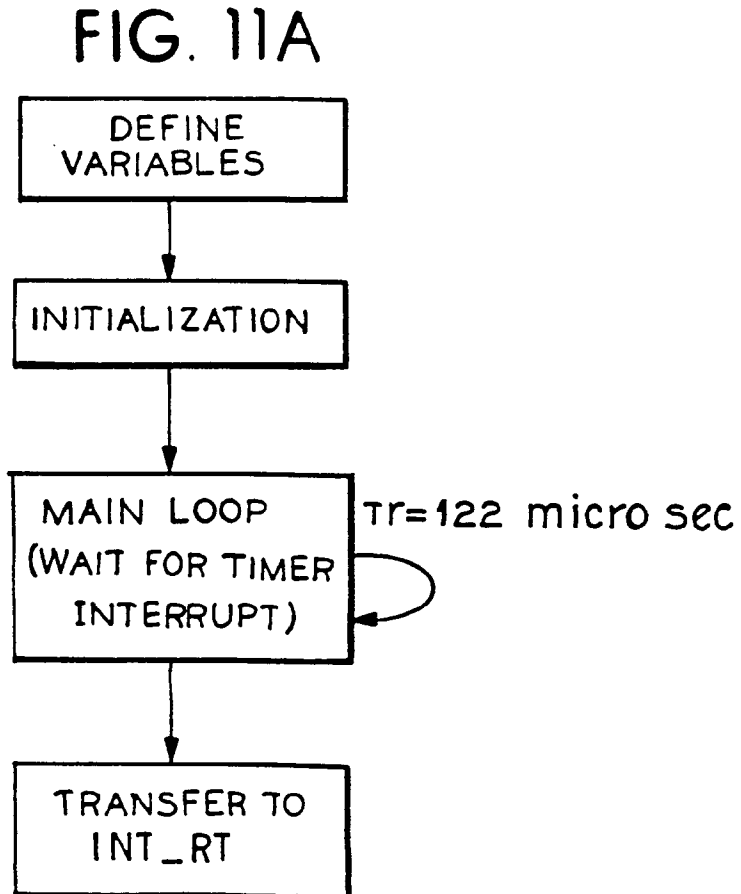 FIG. 11A
DEFINE
VARIABLES
INITIALIZATION
MAIN LOOP
(WAIT FOR TIMER
INTERRUPT)
Tr=122 micro sec
TRANSFER TO
INT_RT